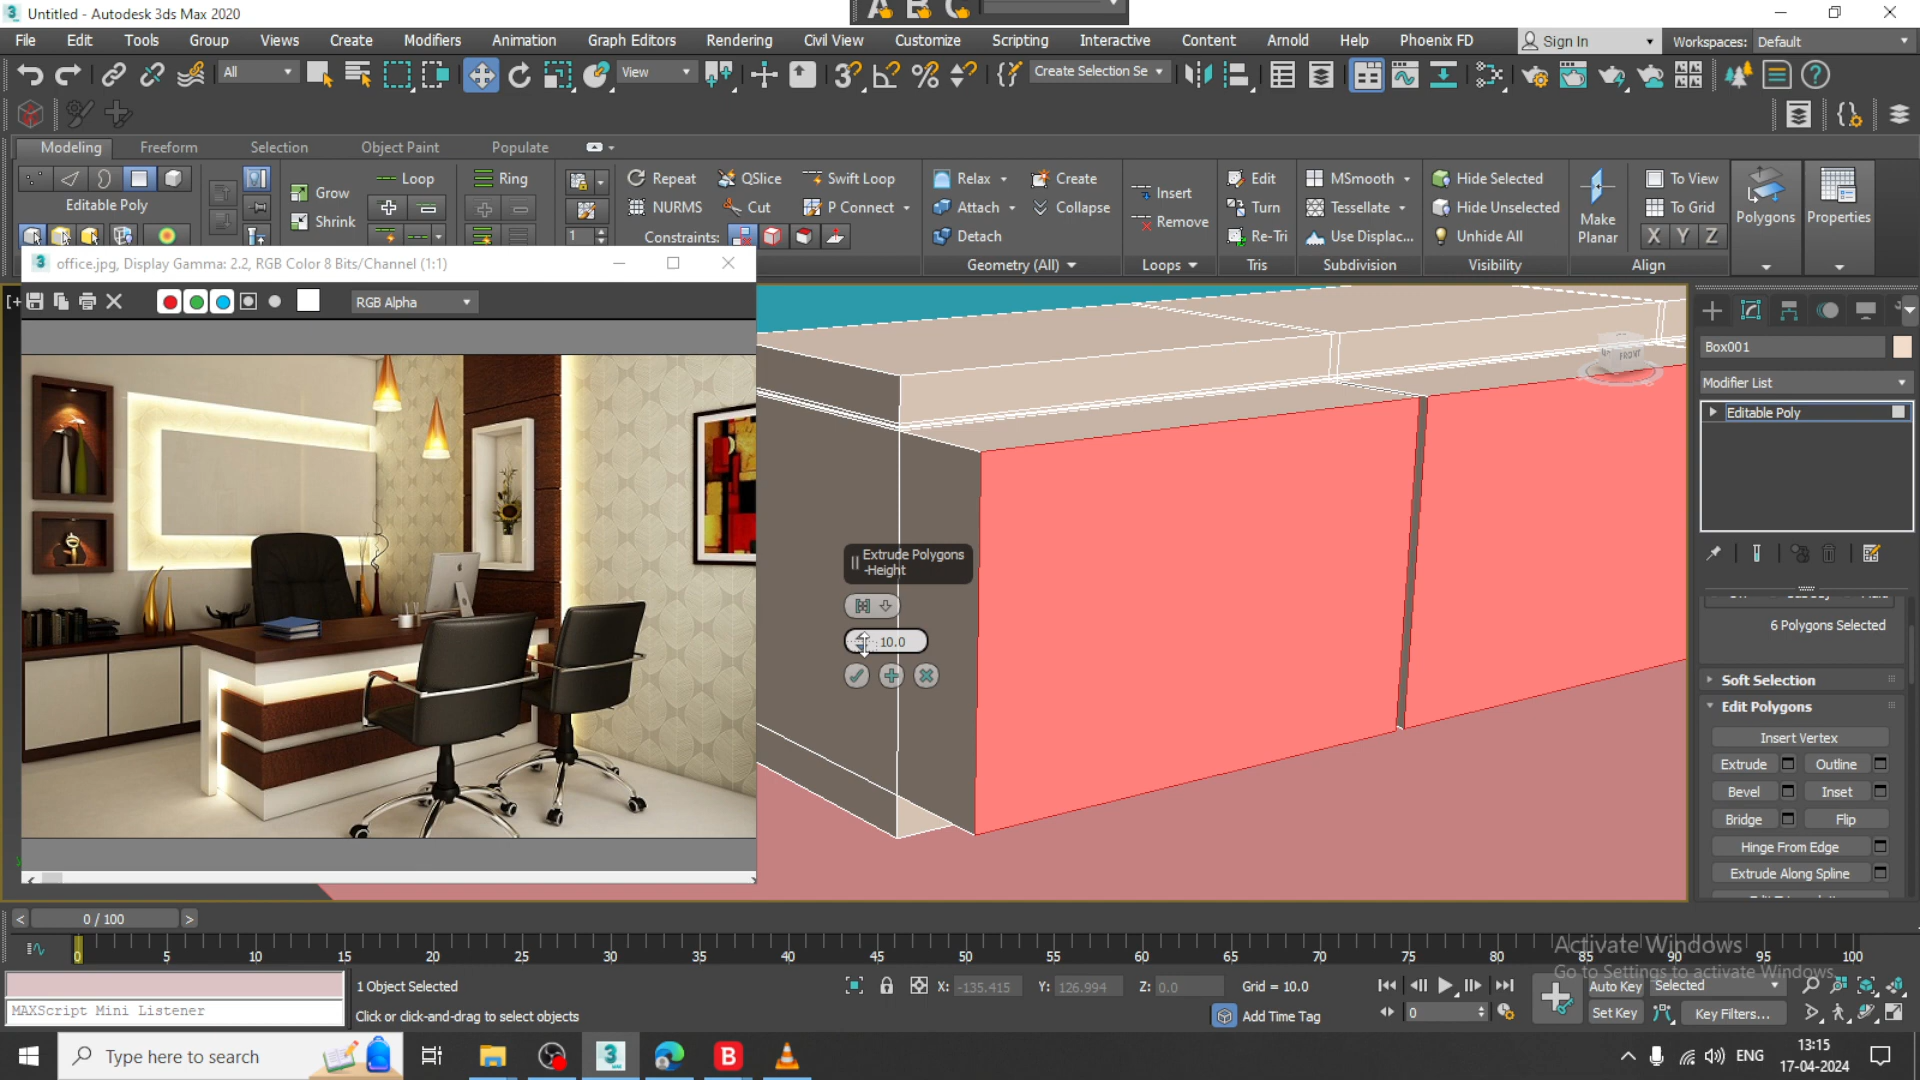 Untitled - Autodesk 3ds Max 2020
File Edit Tools Group Views Create Modifiers Animation Graph Editors Rendering Civil View Customize Scripting Interactive Content Arnold Help Phoenix FD Sign In Workspaces: Default
All View Create Selection Se
Modeling Freeform Selection Object Paint Populate
Grow Loop Ring Repeat QSlice Swift Loop Relax Create Insert Edit MSmooth Hide Selected To View
Editable Poly Shrink NURMS Cut P Connect Attach Collapse Remove Turn Tessellate Hide Unselected Make Planar To Grid Polygons Properties
1 Constraints: Detach Re-Tri Use Displac... Unhide All X Y Z
Geometry (All) Loops Tris Subdivision Visibility Align
office.jpg, Display Gamma: 2.2, RGB Color 8 Bits/Channel (1:1)
RGB Alpha
FRONT
Box001
Modifier List
Editable Poly
Extrude Polygons
-Height
10.0
6 Polygons Selected
Soft Selection
Edit Polygons
Insert Vertex
Extrude Outline
Bevel Inset
Bridge Flip
Hinge From Edge
Extrude Along Spline
< 0 / 100 >
0 5 10 15 20 25 30 35 40 45 50 55 60 65 70 75 80 85 90 95 100
Activate Windows
Go to Settings to activate Windows.
1 Object Selected X: -135.415 Y: 126.994 Z: 0.0 Grid = 10.0 Auto Key Selected
MAXScript Mini Listener Click or click-and-drag to select objects Add Time Tag 0 Set Key Key Filters...
Type here to search
ENG
13:15
17-04-2024